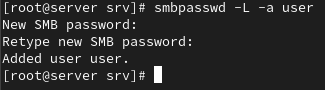 [root@server srv]# smbpasswd -L -a user
New SMB password:
Retype new SMB password:
Added user user.
[root@server srv]#